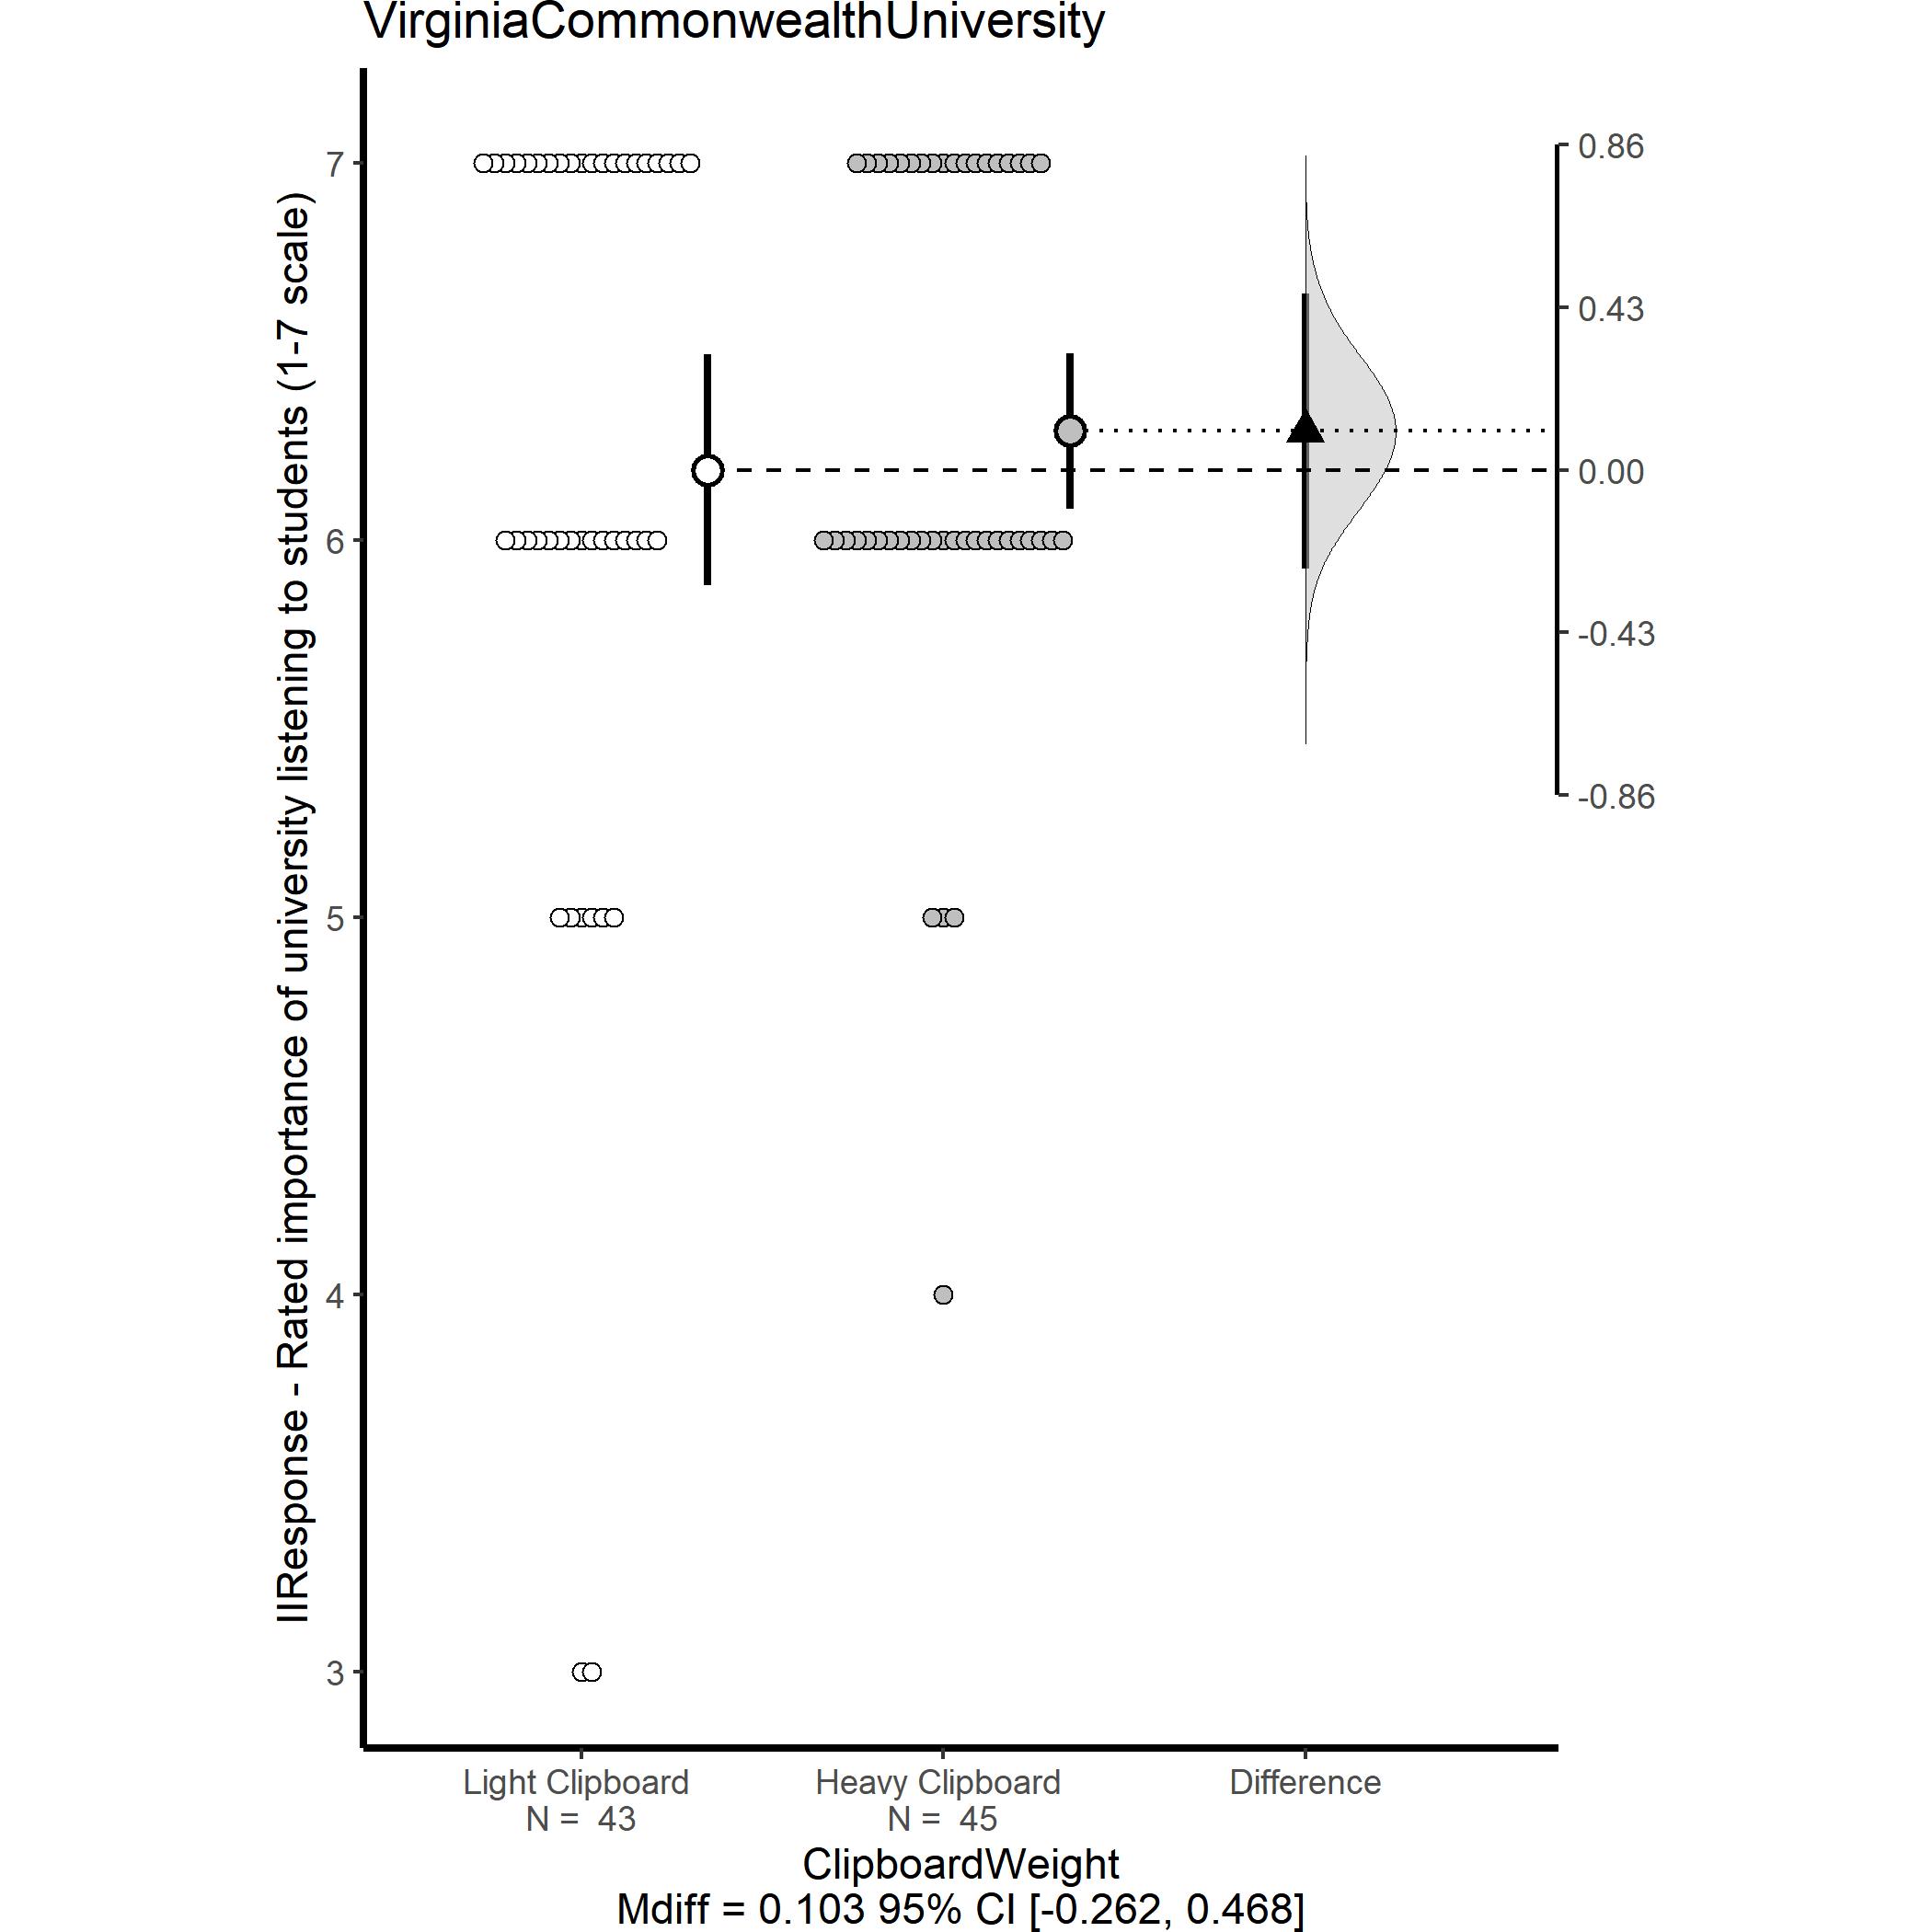 VirginiaCommonwealthUniversity
IIResponse - Rated importance of university listening to students (1-7 scale)
7
6
5
4
3
0.86
0.43
0.00
-0.43
-0.86
Light Clipboard
N =  43
Heavy Clipboard
N =  45
Difference
ClipboardWeight
Mdiff = 0.103 95% CI [-0.262, 0.468]